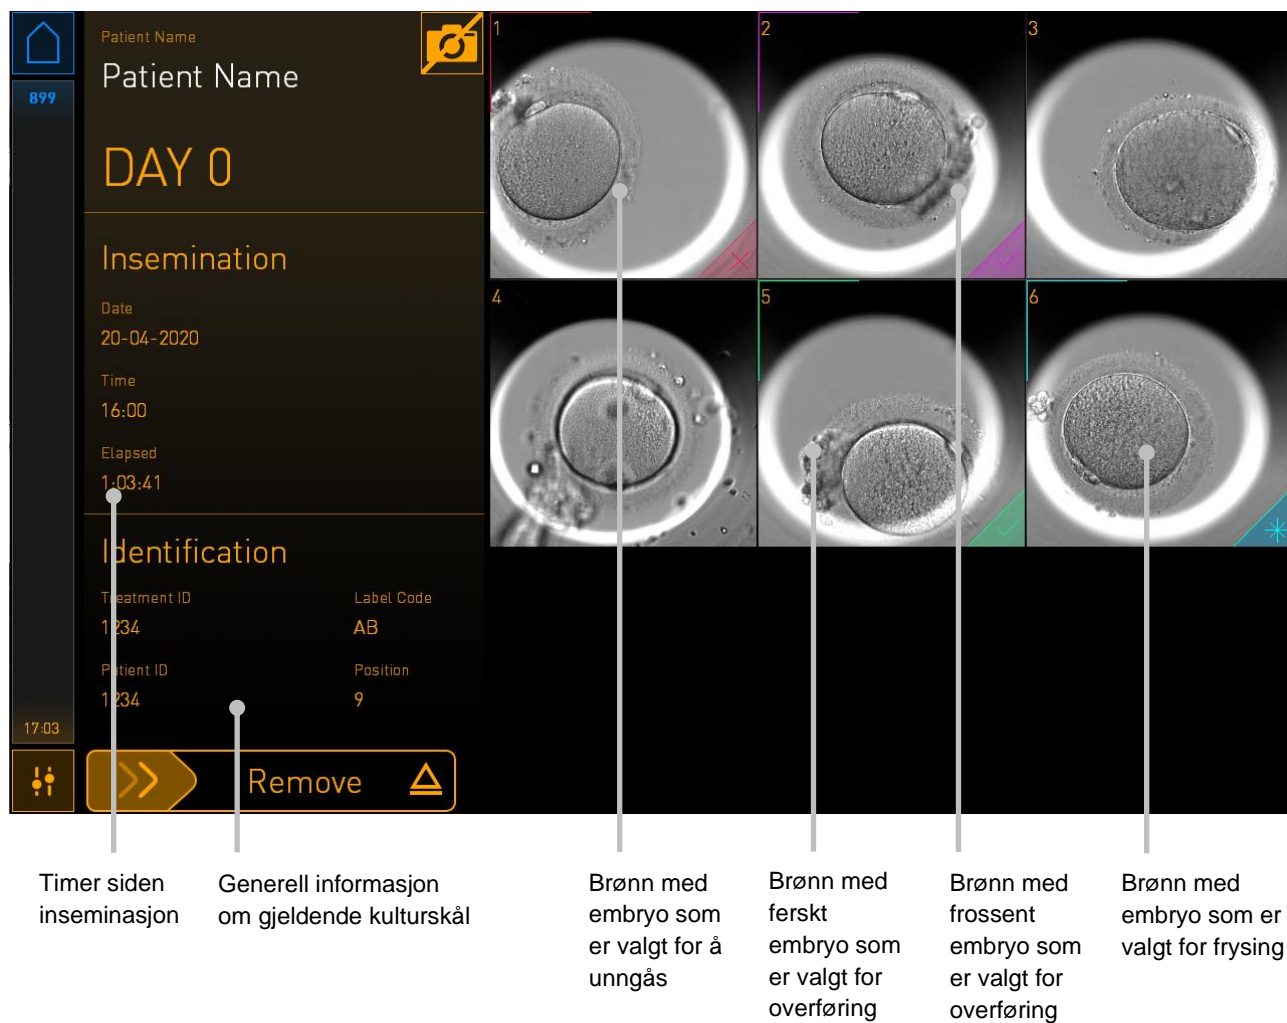 899
Patient Name
Patient Name
DAY 0
Insemination
Date
20-04-2020
Time
16:00
Elapsed
1:03:41
Identification
Treatment ID
Label Code
1234
AB
Patient ID
Position
1234
9
17:03
Remove
1
2
3
4
5
6
Timer siden
inseminasjon
Generell informasjon
om gjeldende kulturskål
Brønn med
embryo som
er valgt for å
unngås
Brønn med
ferskt
embryo som
er valgt for
overføring
Brønn med
frossent
embryo som
er valgt for
overføring
Brønn med
embryo som er
valgt for frysing